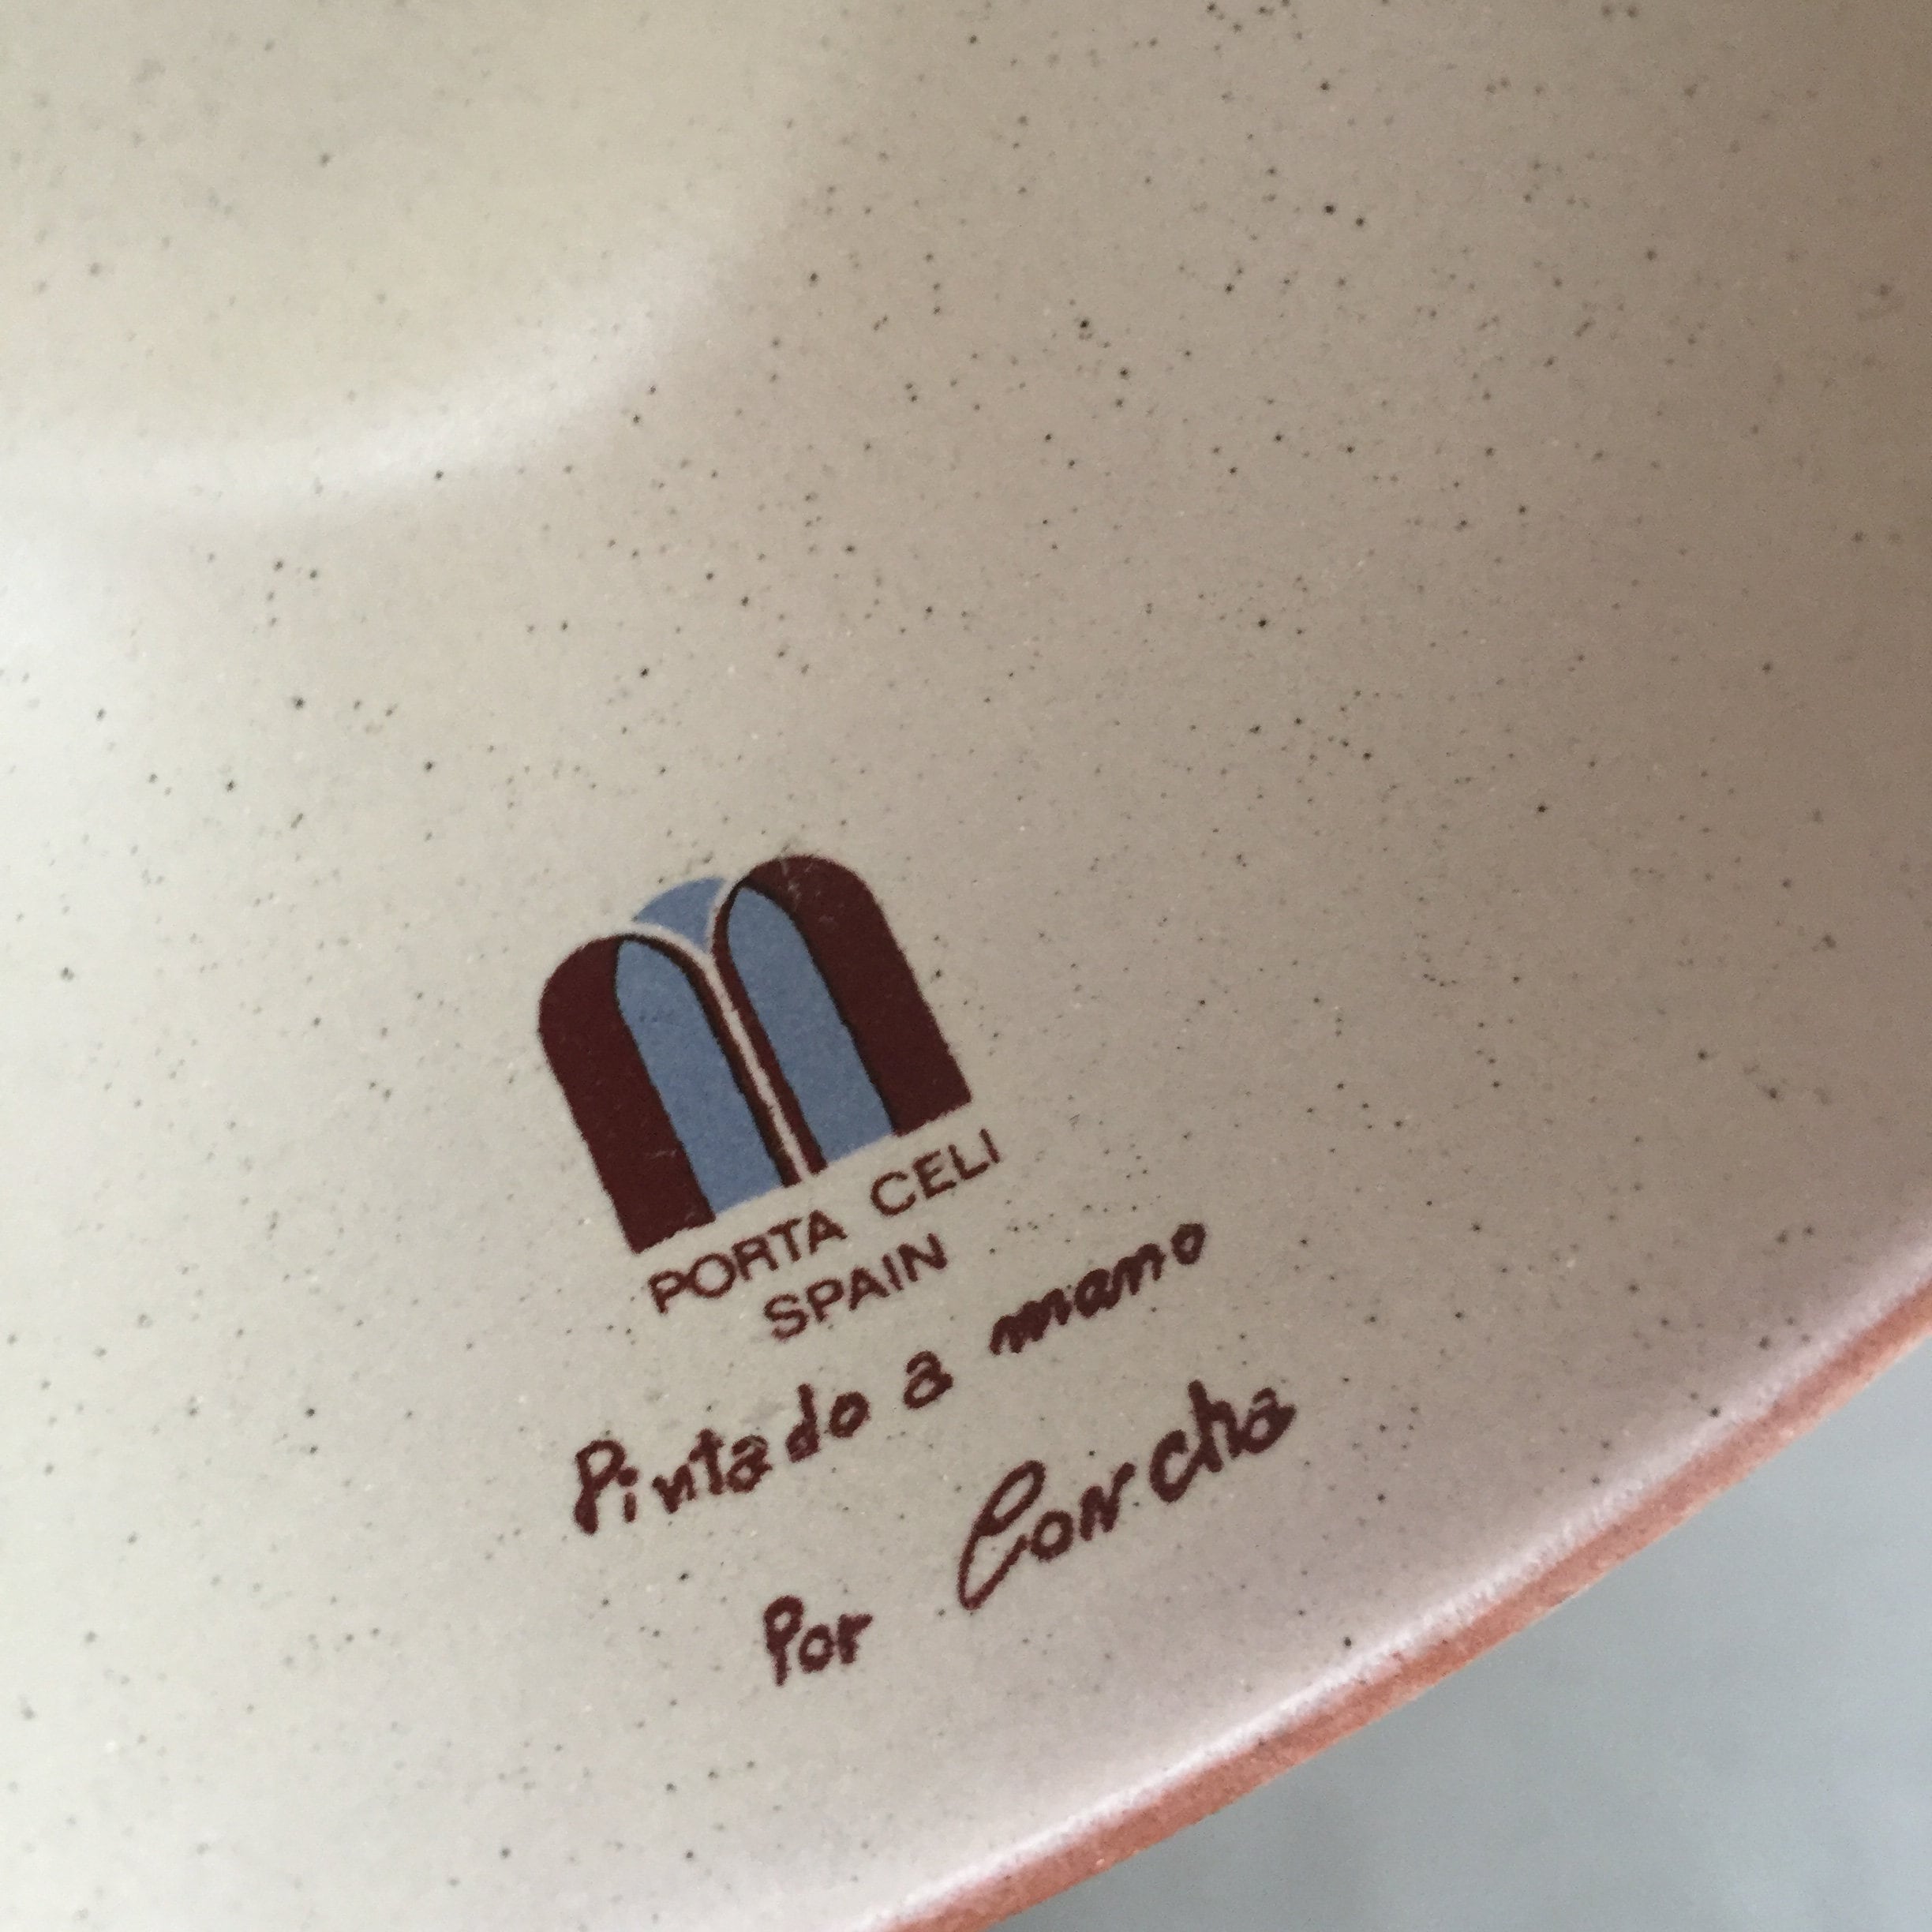 PORTA CELI
SPAIN
Pintado a mano
Por Concha